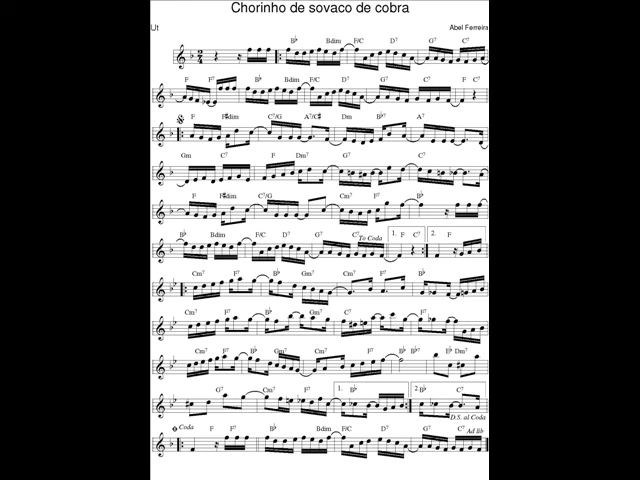 Chorinho de sovaco de cobra
Ut
Abel Ferreira
B♭ Bdim F/C D7 G7 C7
F F7 B♭ Bdim F/C D7 G7 C7 F C7
F F#dim C7/G A7/C# Dm B♭7 A7
Gm C7 F Dm7 G7 C7
F F#dim C7/G Cm7 F7 B♭
B♭ Bdim F/C D7 G7 C7 To Coda 1. F C7 2. F
Cm7 F7 B♭ Gm7 Cm7 F7 B♭
Cm7 F7 B♭ Gm7 C7 F7
Cm7 F7 B♭ Gm7 Cm7 F7 B♭7 E♭ Dm7
G7 Cm7 F7 1. B♭ 2. B♭ C7
D.S. al Coda
Coda F F7 B♭ Bdim F/C D7 G7 C7 Ad lib